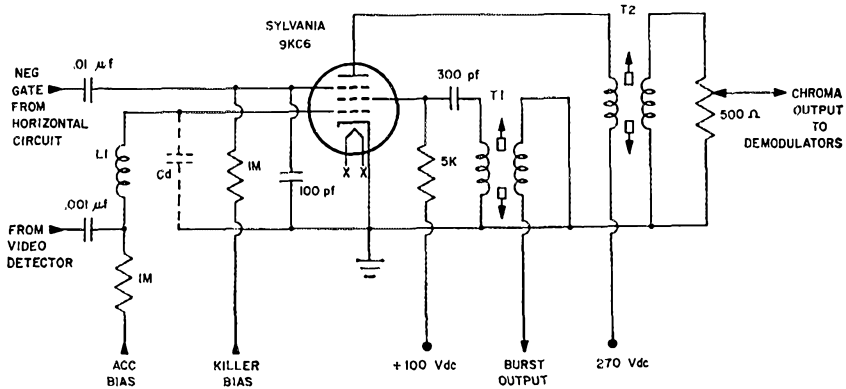 T2
SYLVANIA
9KC6
.01 µf
NEG
GATE
FROM
HORIZONTAL
CIRCUIT
300 pf
T1
CHROMA
OUTPUT
TO
DEMODULATORS
500 Ω
L1
Cd
1M
100 pf
X X
5K
.001 µf
FROM
VIDEO
DETECTOR
1M
ACC
BIAS
KILLER
BIAS
+100 Vdc
BURST
OUTPUT
270 Vdc